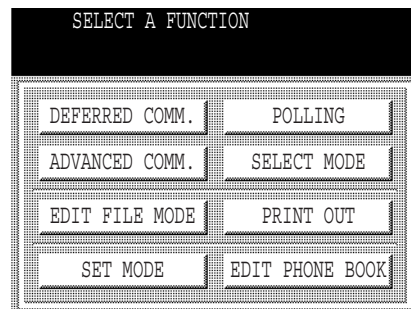 SELECT A FUNCTION
DEFERRED COMM. POLLING
ADVANCED COMM. SELECT MODE
EDIT FILE MODE PRINT OUT
SET MODE EDIT PHONE BOOK